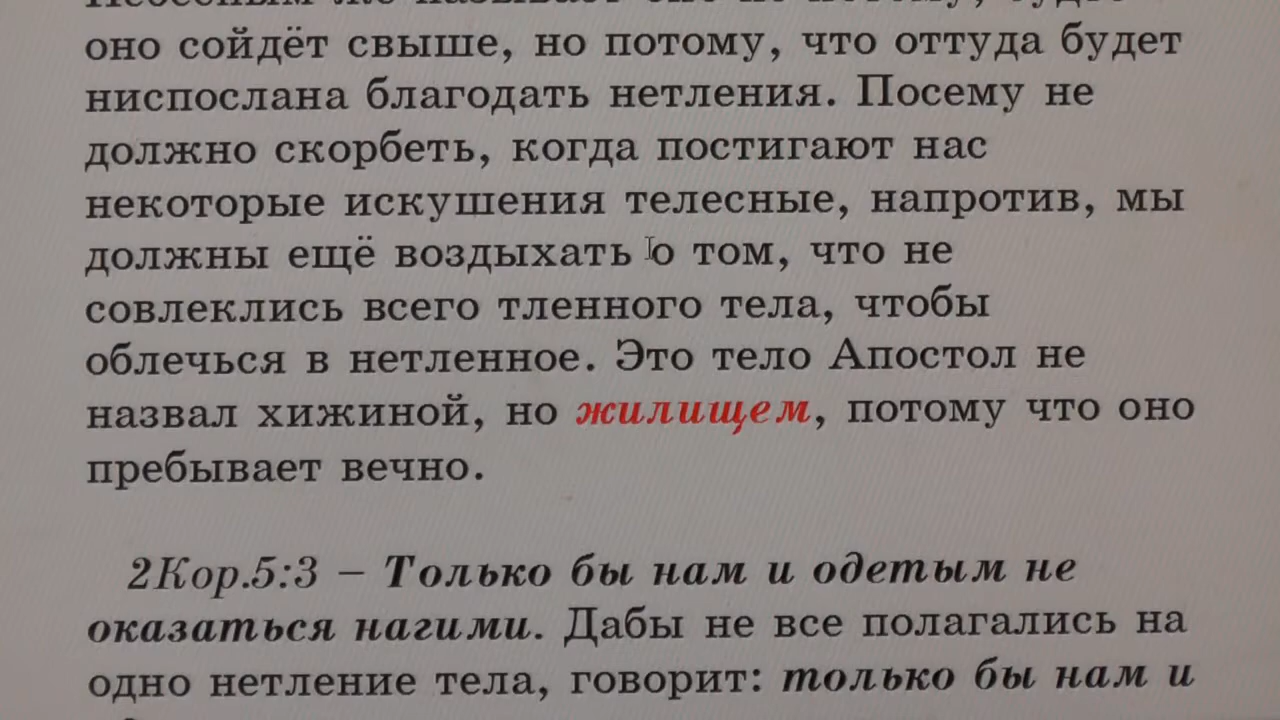 оно сойдёт свыше, но потому, что оттуда будет
ниспослана благодать нетления. Посему не
должно скорбеть, когда постигают нас
некоторые искушения телесные, напротив, мы
должны ещё воздыхать о том, что не
совлеклись всего тленного тела, чтобы
облечься в нетленное. Это тело Апостол не
назвал хижиной, но жилищем, потому что оно
пребывает вечно.
2Кор.5:3 – Только бы нам и одетым не
оказаться нагими. Дабы не все полагались на
одно нетление тела, говорит: только бы нам и